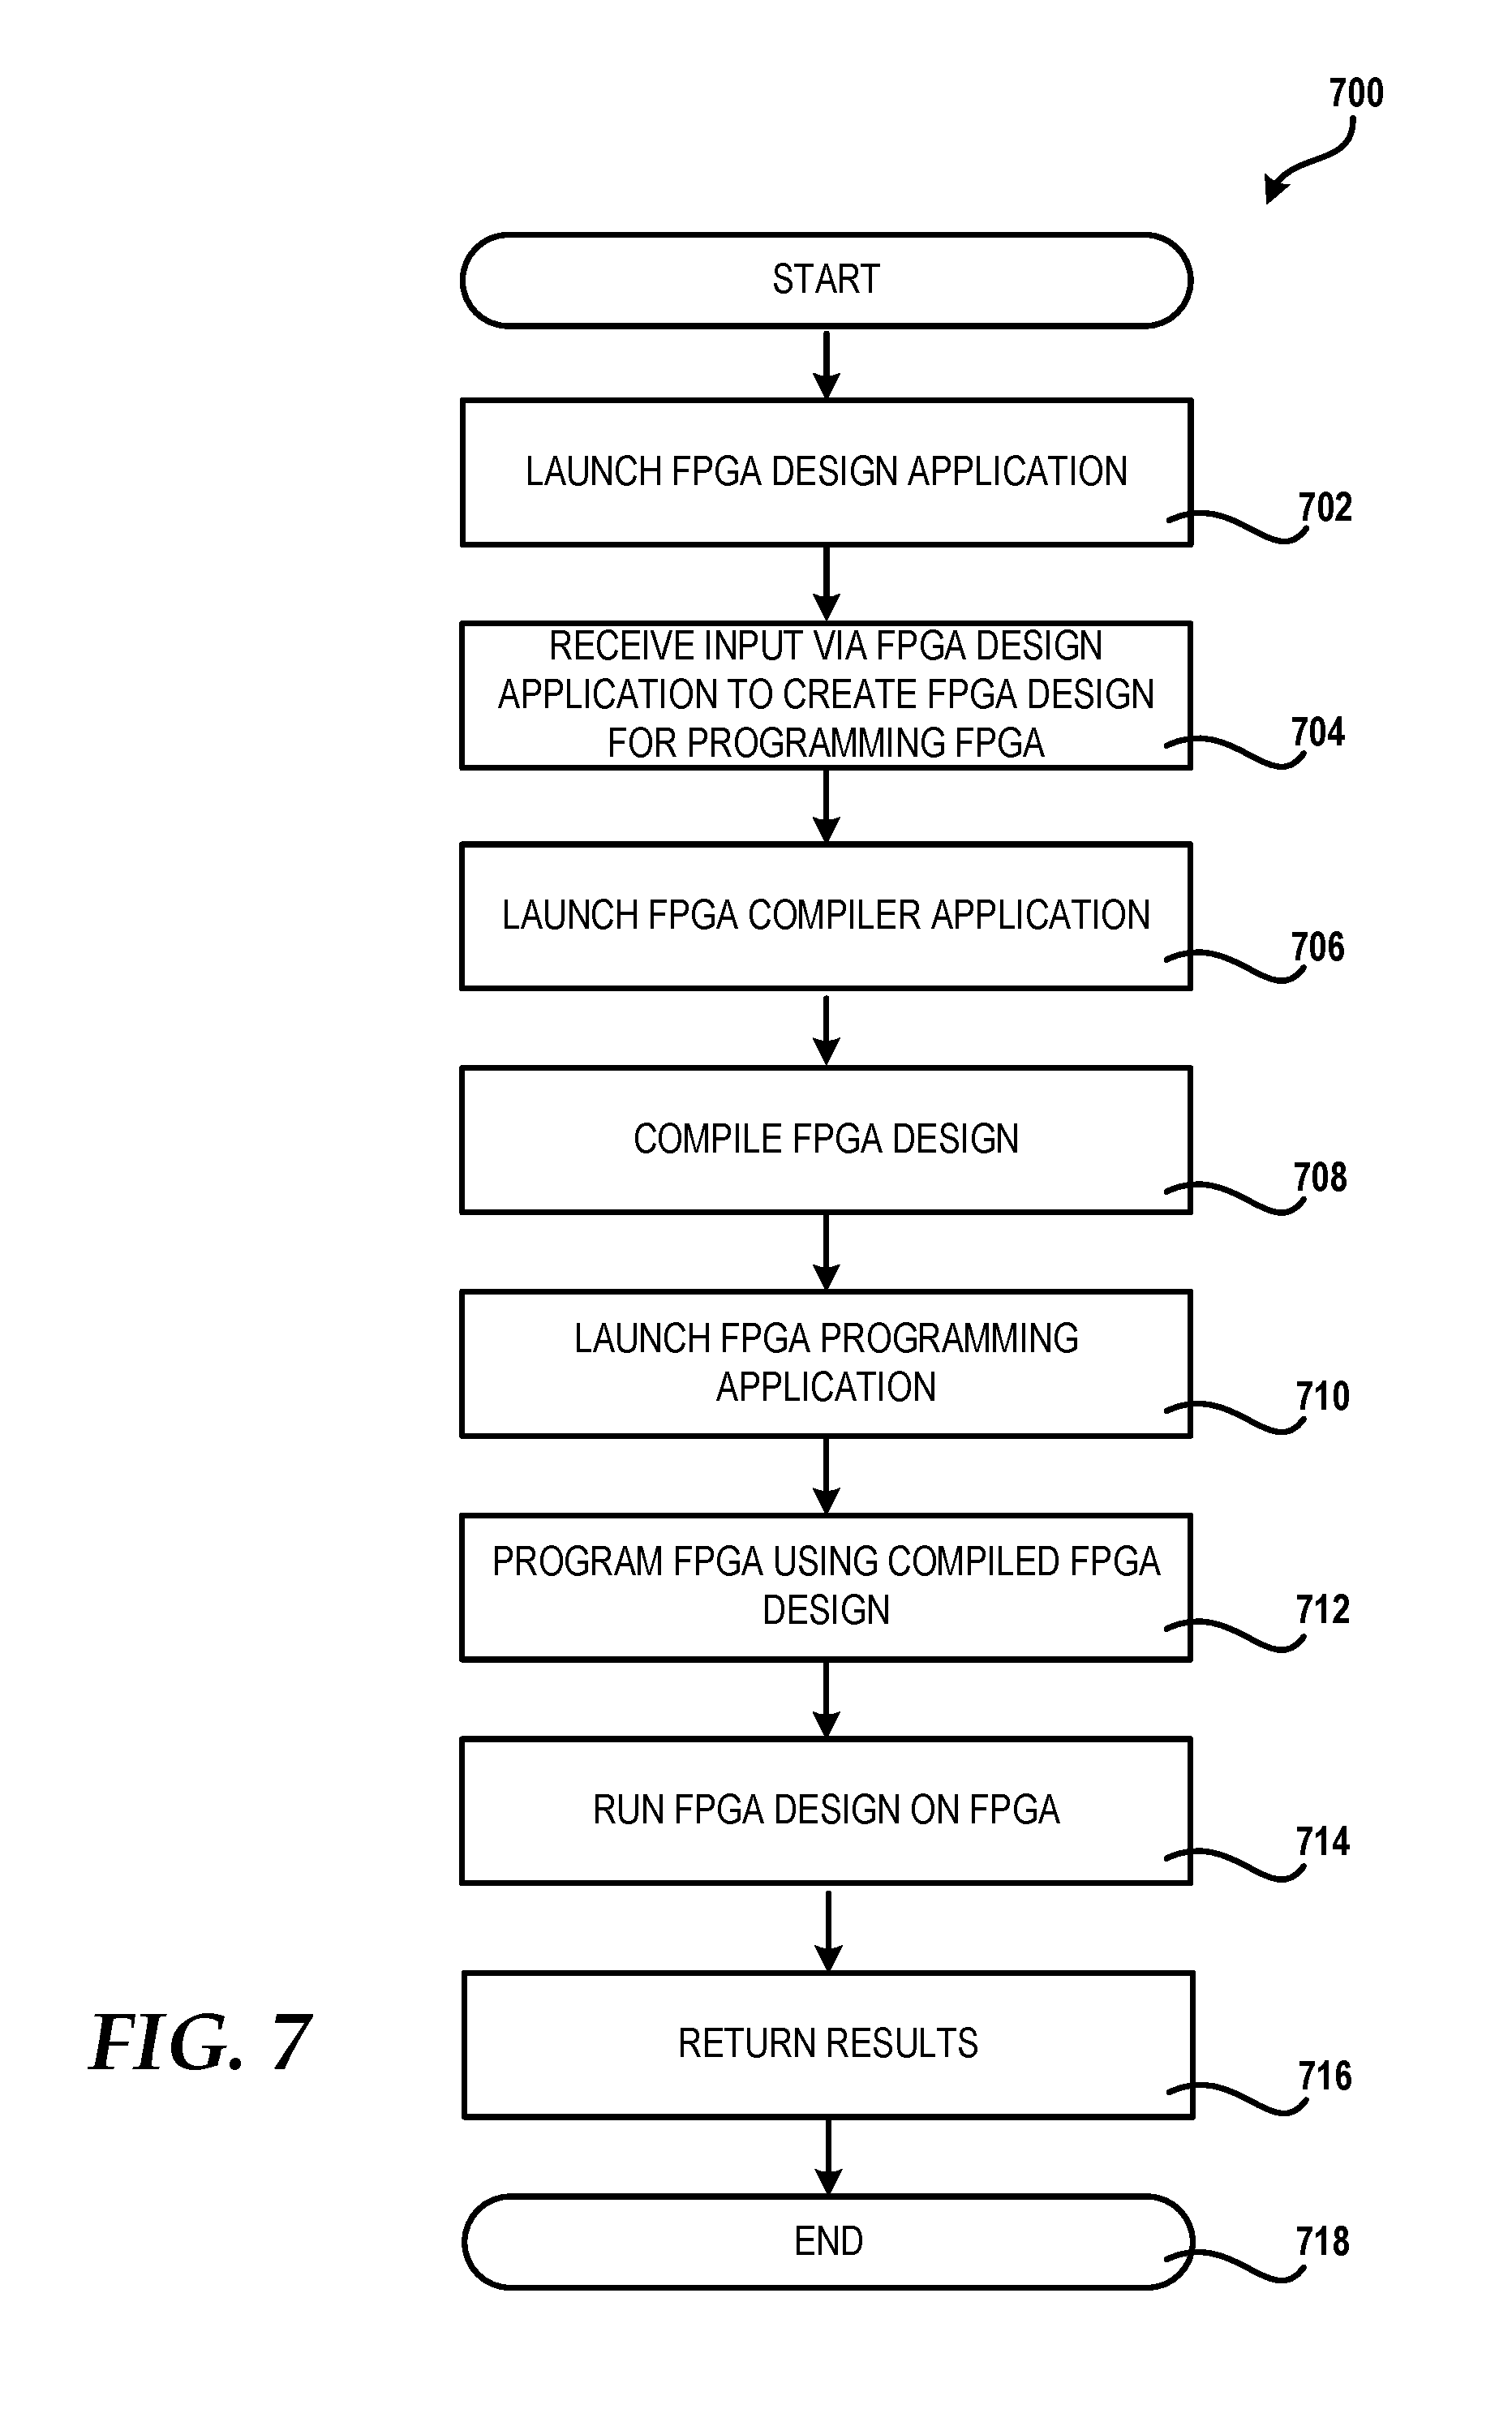 700
START
LAUNCH FPGA DESIGN APPLICATION
702
RECEIVE INPUT VIA FPGA DESIGN
APPLICATION TO CREATE FPGA DESIGN
FOR PROGRAMMING FPGA
704
LAUNCH FPGA COMPILER APPLICATION
706
COMPILE FPGA DESIGN
708
LAUNCH FPGA PROGRAMMING
APPLICATION
710
PROGRAM FPGA USING COMPILED FPGA
DESIGN
712
RUN FPGA DESIGN ON FPGA
714
RETURN RESULTS
716
END
718
FIG. 7